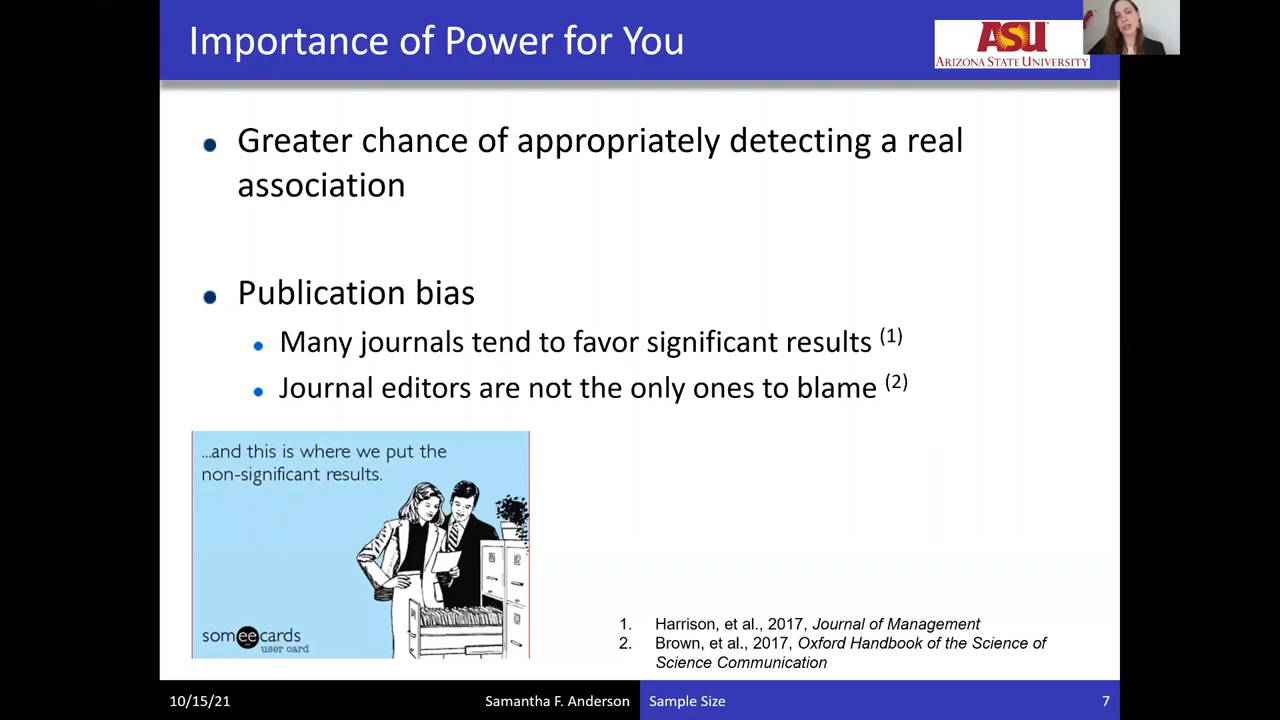 Importance of Power for You
ASU
ARIZONA STATE UNIVERSITY
Greater chance of appropriately detecting a real
association
Publication bias
Many journals tend to favor significant results (1)
Journal editors are not the only ones to blame (2)
...and this is where we put the
non-significant results.
someecards
user card
1. Harrison, et al., 2017, Journal of Management
2. Brown, et al., 2017, Oxford Handbook of the Science of
Science Communication
10/15/21
Samantha F. Anderson
Sample Size
7